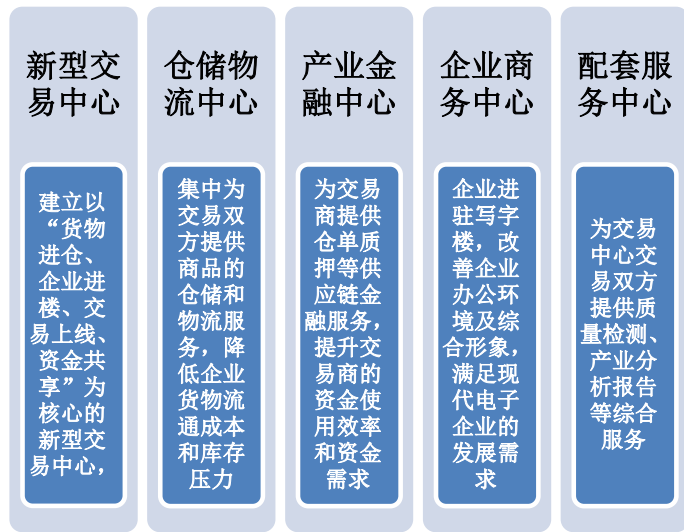 新型交
易中心
建立以
“货物
进仓、
企业进
楼、交
易上线、
资金共
享”为
核心的
新型交
易中心，
仓储物
流中心
集中为
交易双
方提供
商品的
仓储和
物流服
务，降
低企业
货物流
通成本
和库存
压力
产业金
融中心
为交易
商提供
仓单质
押等供
应链金
融服务，
提升交
易商的
资金使
用效率
和资金
需求
企业商
务中心
企业进
驻写字
楼，改
善企业
办公环
境及综
合形象，
满足现
代电子
企业的
发展需
求
配套服
务中心
为交易
中心交
易双方
提供质
量检测、
产业分
析报告
等综合
服务